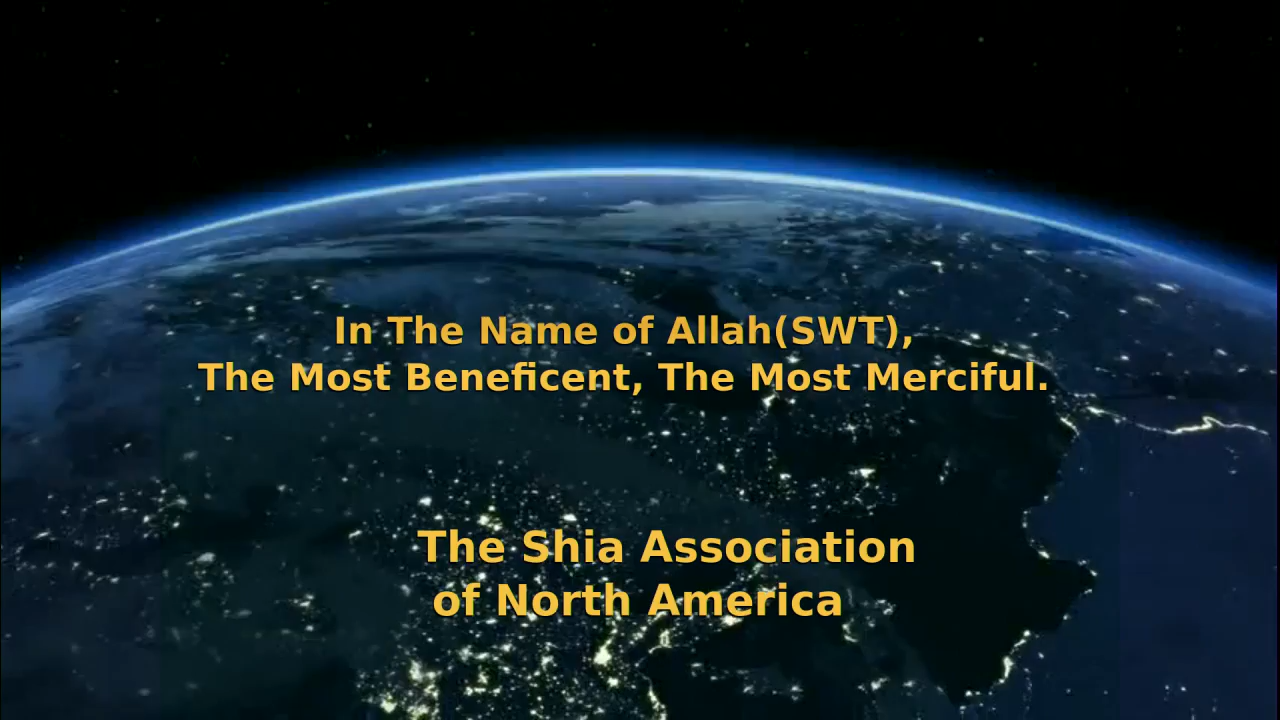 In The Name of Allah(SWT),
The Most Beneficent, The Most Merciful.
The Shia Association
of North America